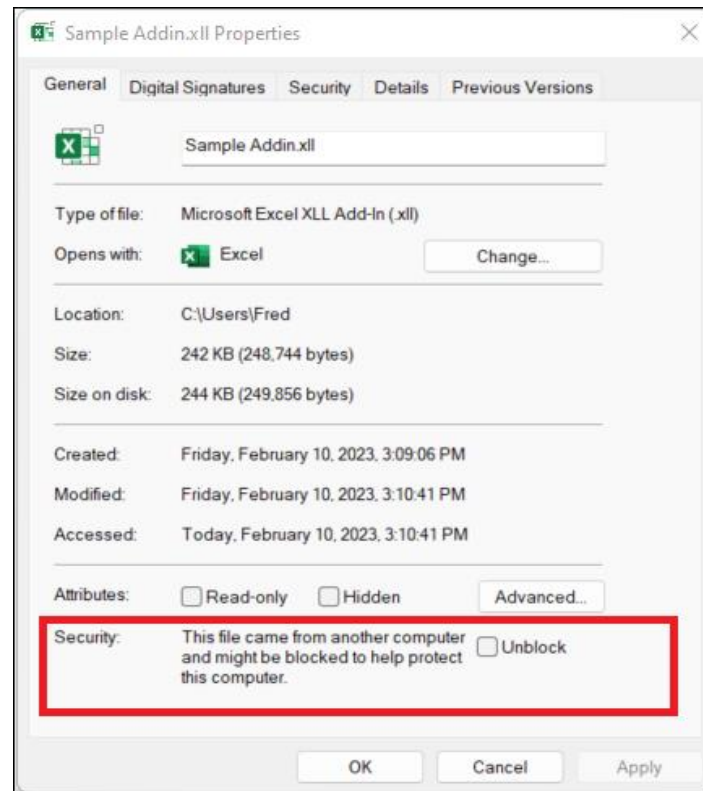 Sample Addin.xll Properties
General Digital Signatures Security Details Previous Versions
Sample Addin.xll
Type of file: Microsoft Excel XLL Add-In (.xll)
Opens with: Excel Change...
Location: C:\Users\Fred
Size: 242 KB (248,744 bytes)
Size on disk: 244 KB (249,856 bytes)
Created: Friday, February 10, 2023, 3:09:06 PM
Modified: Friday, February 10, 2023, 3:10:41 PM
Accessed: Today, February 10, 2023, 3:10:41 PM
Attributes: Read-only Hidden Advanced...
Security: This file came from another computer
and might be blocked to help protect
this computer.
Unblock
OK Cancel Apply